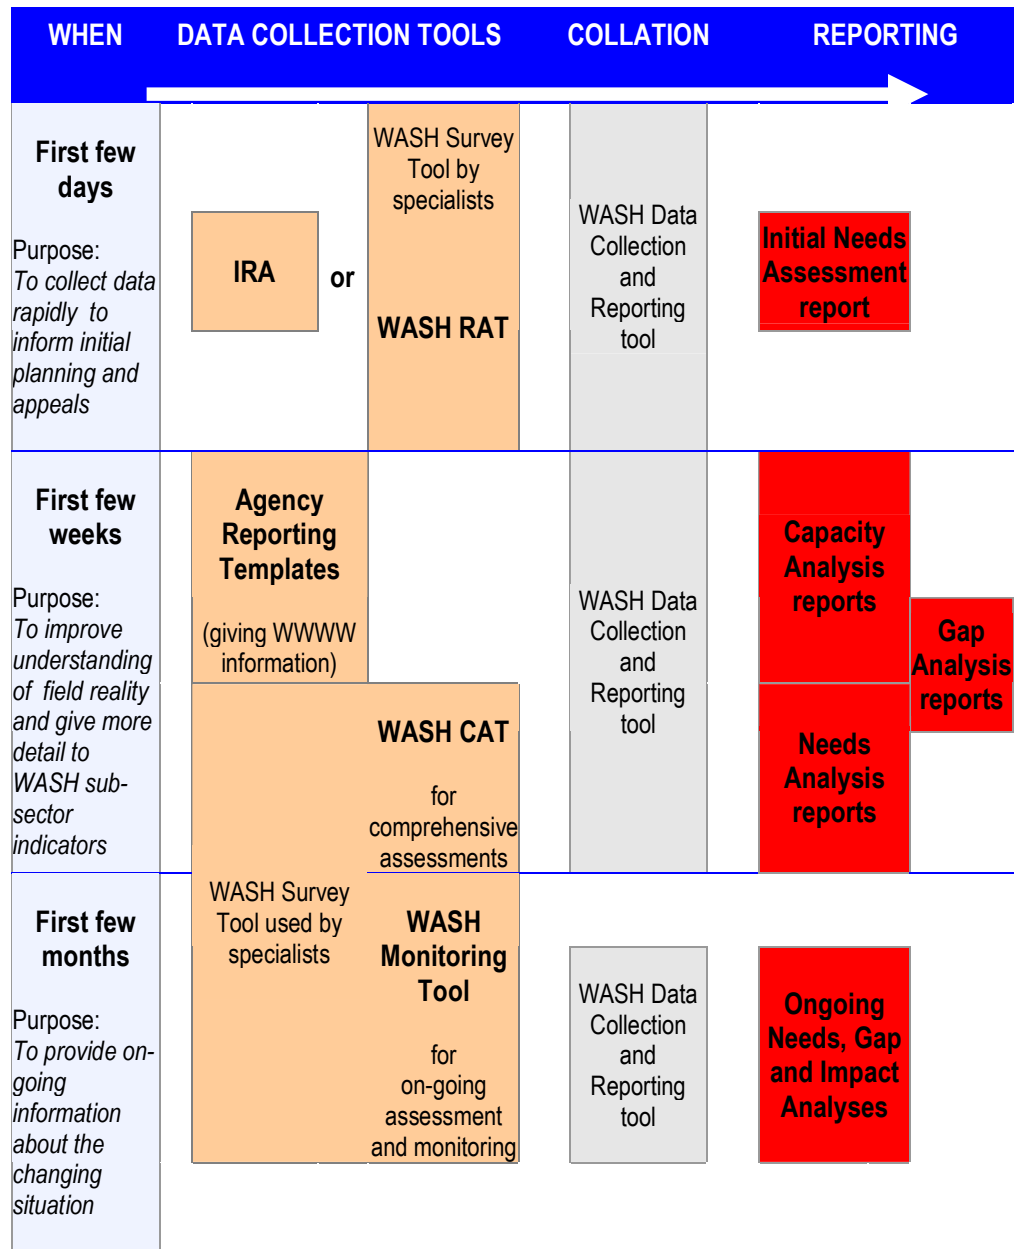 WHEN
DATA COLLECTION TOOLS
COLLATION
REPORTING
First few
days
Purpose:
To collect data
rapidly to
inform initial
planning and
appeals
IRA
or
WASH Survey
Tool by
specialists
WASH RAT
WASH Data
Collection
and
Reporting
tool
Initial Needs
Assessment
report
First few
weeks
Purpose:
To improve
understanding
of field reality
and give more
detail to
WASH sub-
sector
indicators
Agency
Reporting
Templates
(giving WWWW
information)
WASH CAT
for
comprehensive
assessments
WASH Data
Collection
and
Reporting
tool
Capacity
Analysis
reports
Needs
Analysis
reports
Gap
Analysis
reports
First few
months
Purpose:
To provide on-
going
information
about the
changing
situation
WASH Survey
Tool used by
specialists
WASH
Monitoring
Tool
for
on-going
assessment
and monitoring
WASH Data
Collection
and
Reporting
tool
Ongoing
Needs, Gap
and Impact
Analyses